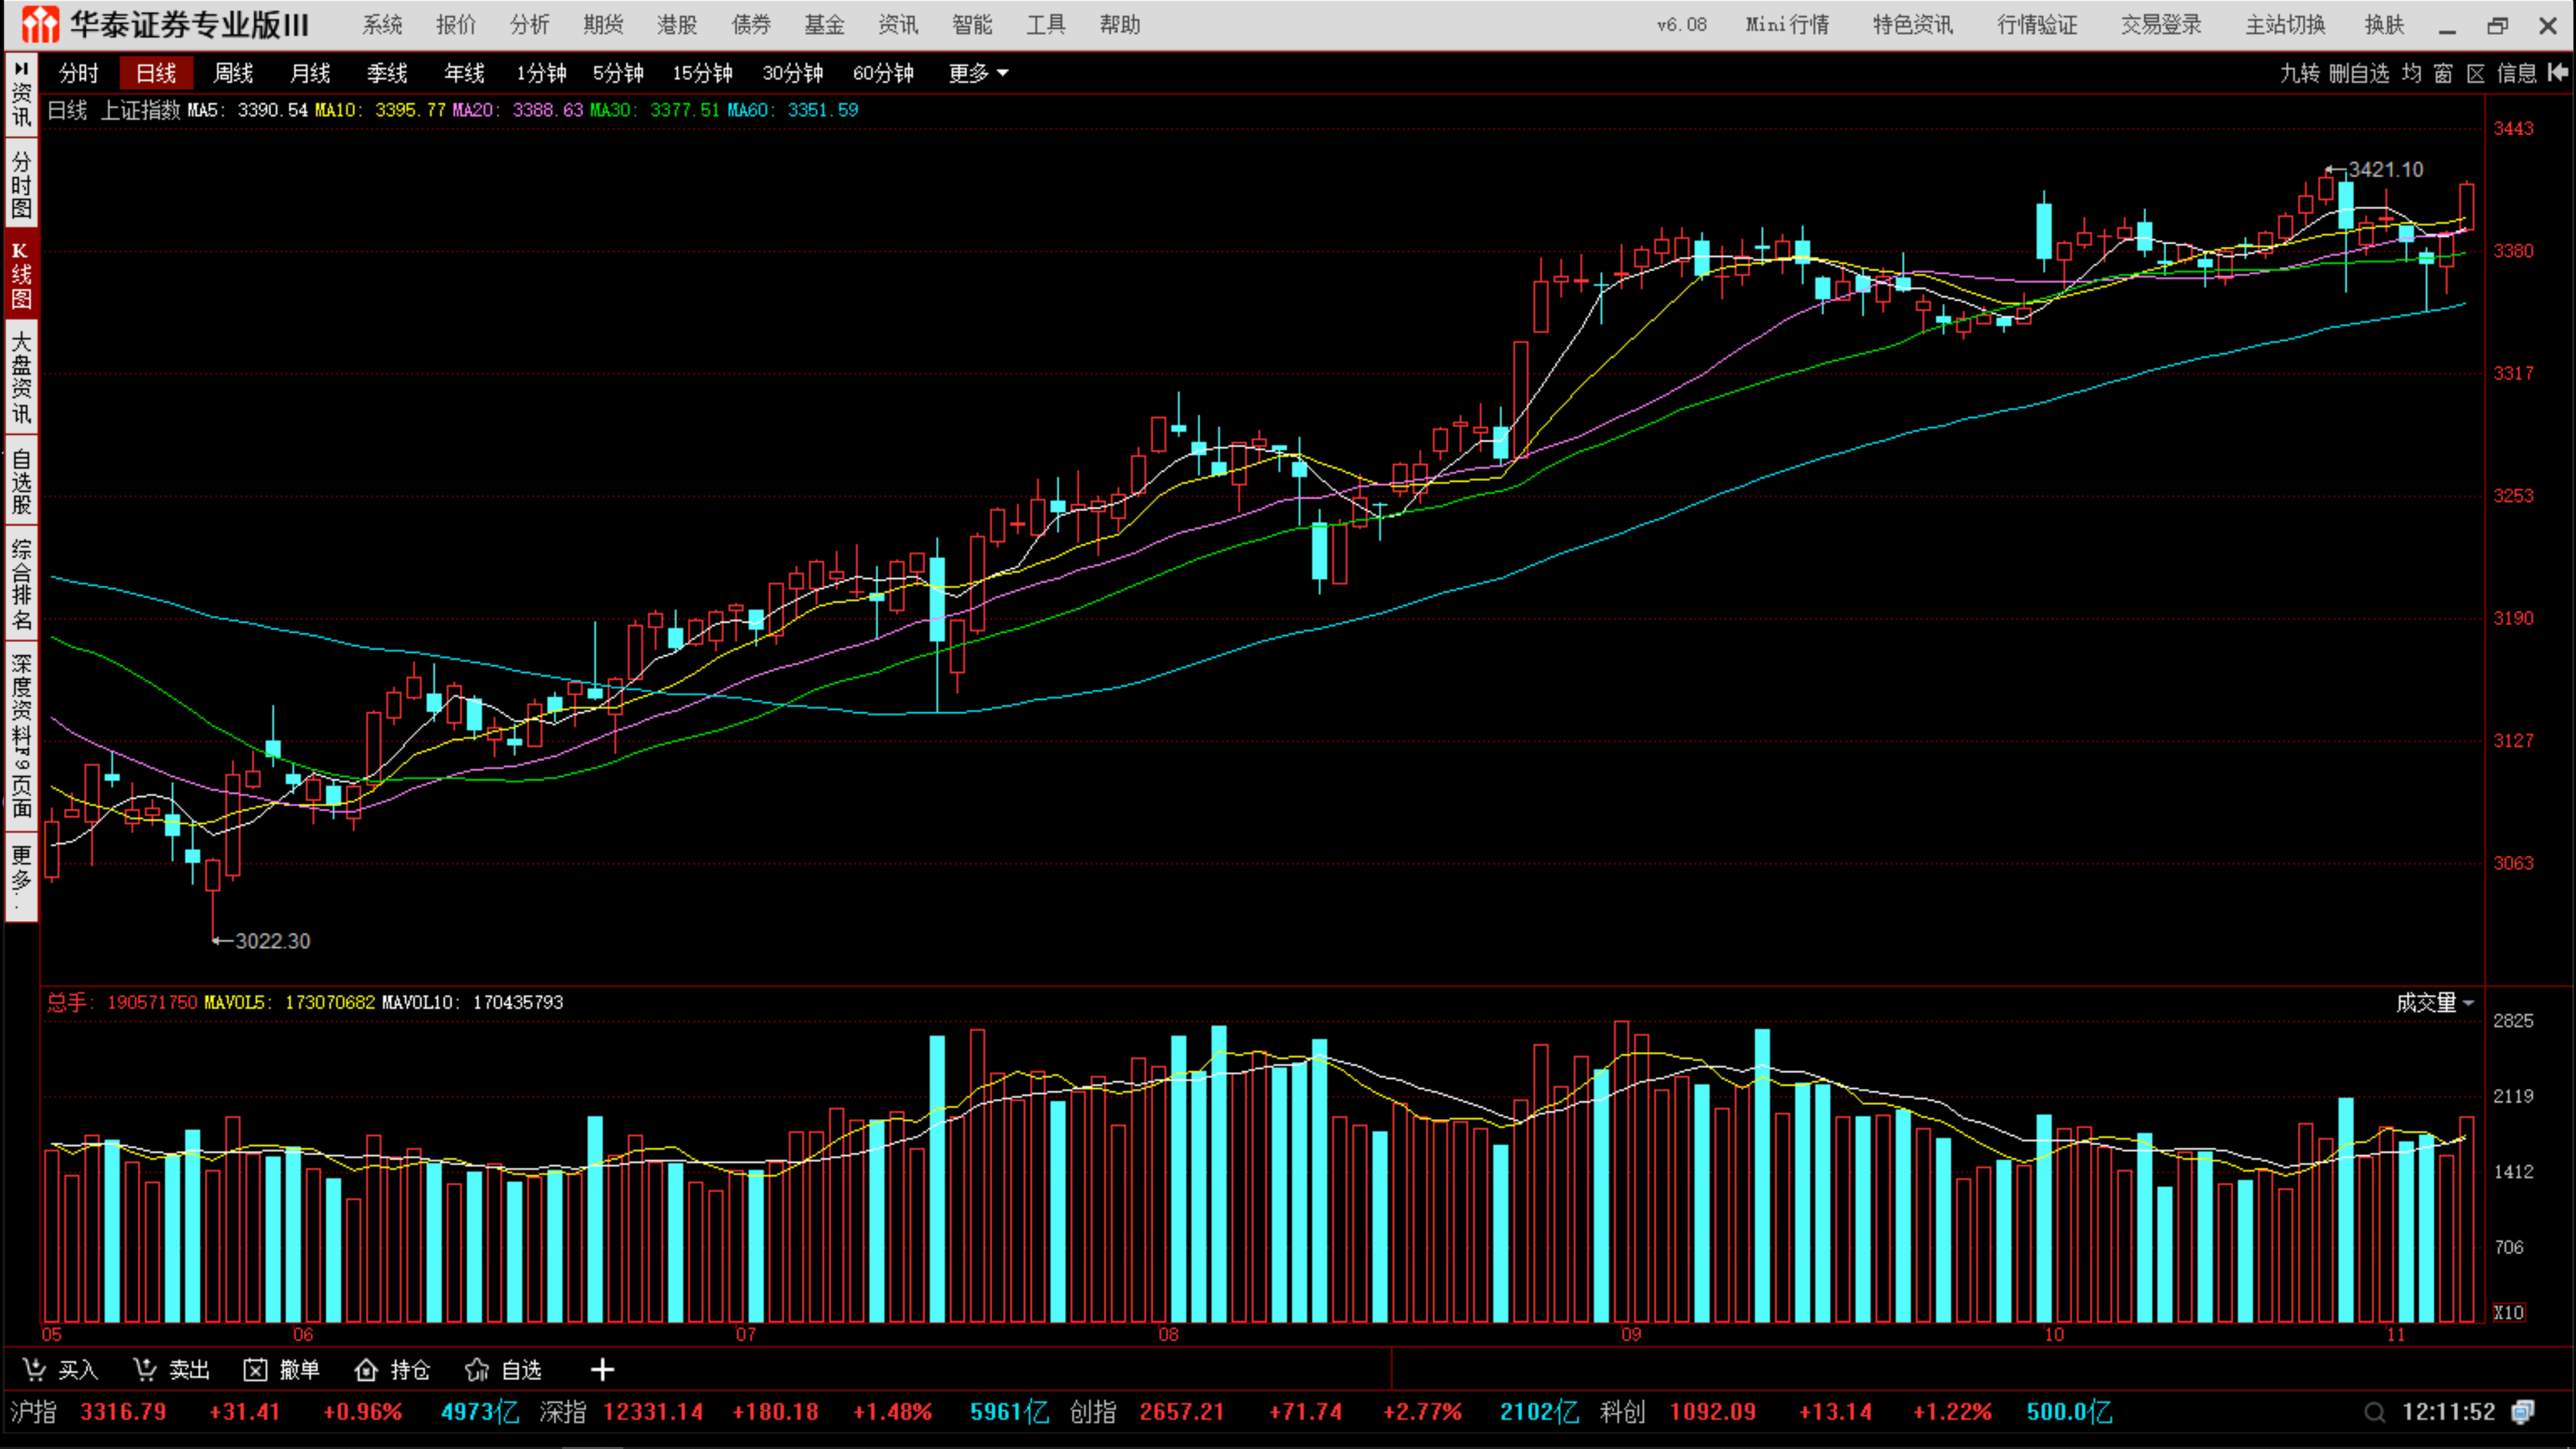 华泰证券专业版III 系统 报价 分析 期货 港股 债券 基金 资讯 智能 工具 帮助 v6.08 Mini行情 特色资讯 行情验证 交易登录 主站切换 换肤
分时 日线 周线 月线 季线 年线 1分钟 5分钟 15分钟 30分钟 60分钟 更多 九转 删自选 均 窗 区 信息
日线 上证指数 MA5: 3390.54 MA10: 3395.77 MA20: 3388.63 MA30: 3377.51 MA60: 3351.59
资讯
分时图
K线图
大盘资讯
自选股
综合排名
深度资料F9页面
更多..
3443
3421.10
3380
3317
3253
3190
3127
3063
3022.30
总手: 190571750 MAVOL5: 173070682 MAVOL10: 170435793 成交量
2825
2119
1412
706
X10
05 06 07 08 09 10 11
买入 卖出 撤单 持仓 自选 +
沪指 3316.79 +31.41 +0.96% 4973亿 深指 12331.14 +180.18 +1.48% 5961亿 创指 2657.21 +71.74 +2.77% 2102亿 科创 1092.09 +13.14 +1.22% 500.0亿 12:11:52